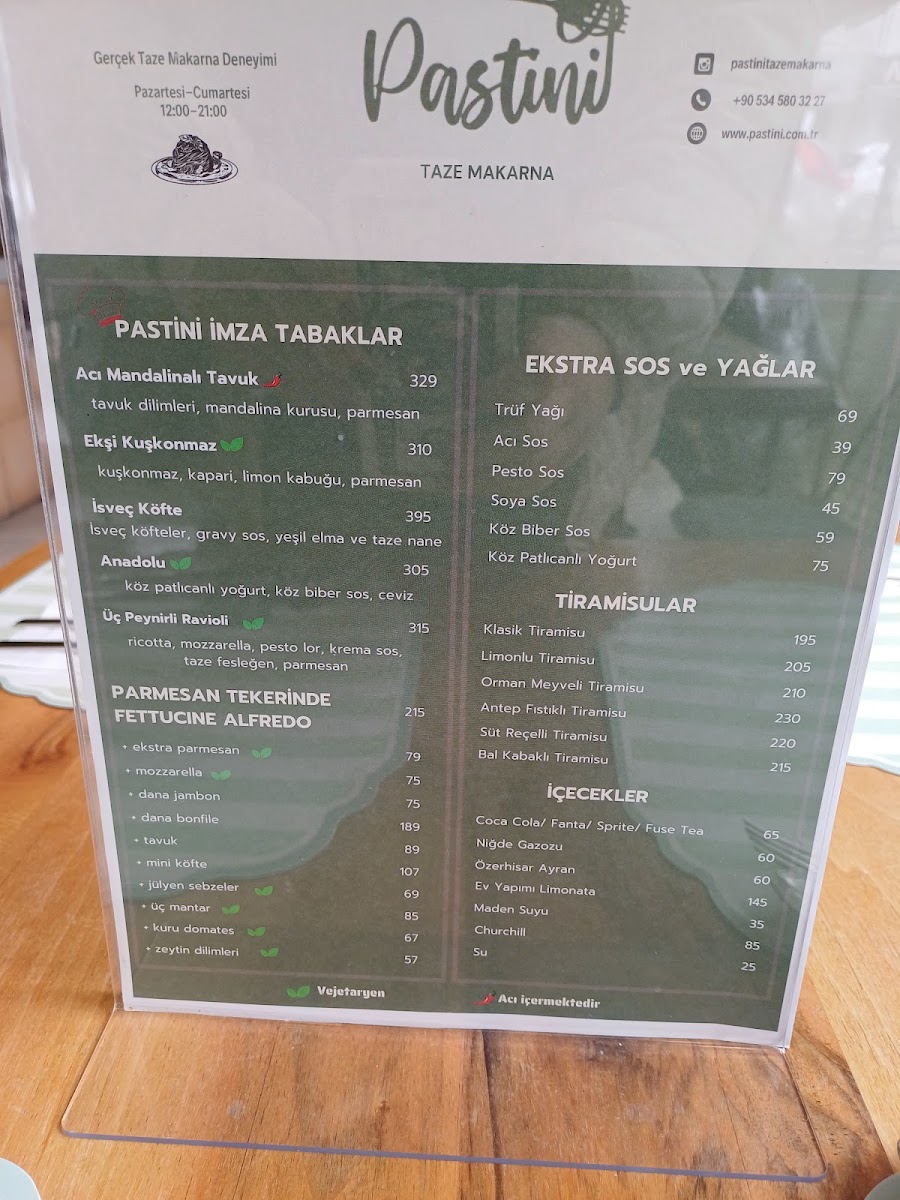 Gerçek Taze Makarna Deneyimi
Pazartesi-Cumartesi
12:00-21:00
Pastini
TAZE MAKARNA
pastinitazemakarna
+90 534 580 32 27
www.pastini.com.tr
PASTİNİ İMZA TABAKLAR
Acı Mandalinalı Tavuk 329
tavuk dilimleri, mandalina kurusu, parmesan
Ekşi Kuşkonmaz 310
kuşkonmaz, kapari, limon kabuğu, parmesan
İsveç Köfte 395
İsveç köfteler, gravy sos, yeşil elma ve taze nane
Anadolu 305
köz patlıcanlı yoğurt, köz biber sos, ceviz
Üç Peynirli Ravioli 315
ricotta, mozzarella, pesto lor, krema sos,
taze fesleğen, parmesan
PARMESAN TEKERİNDE
FETTUCINE ALFREDO 215
+ ekstra parmesan 79
+ mozzarella 75
+ dana jambon 75
+ dana bonfile 189
+ tavuk 89
+ mini köfte 107
+ jülyen sebzeler 69
+ üç mantar 85
+ kuru domates 67
+ zeytin dilimleri 57
EKSTRA SOS ve YAĞLAR
Trüf Yağı 69
Acı Sos 39
Pesto Sos 79
Soya Sos 45
Köz Biber Sos 59
Köz Patlıcanlı Yoğurt 75
TİRAMİSULAR
Klasik Tiramisu 195
Limonlu Tiramisu 205
Orman Meyveli Tiramisu 210
Antep Fıstıklı Tiramisu 230
Süt Reçelli Tiramisu 220
Bal Kabaklı Tiramisu 215
İÇECEKLER
Coca Cola/ Fanta/ Sprite/ Fuse Tea 65
Niğde Gazozu 60
Özerhisar Ayran 60
Ev Yapımı Limonata 145
Maden Suyu 35
Churchill 85
Su 25
Vejetaryen
Acı içermektedir